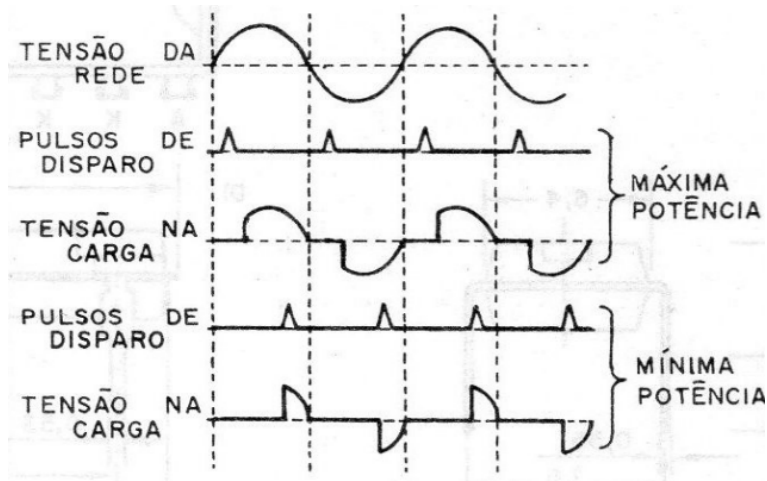 TENSÃO DA
REDE
PULSOS DE
DISPARO
TENSÃO NA
CARGA
MÁXIMA
POTÊNCIA
PULSOS DE
DISPARO
TENSÃO NA
CARGA
MÍNIMA
POTÊNCIA